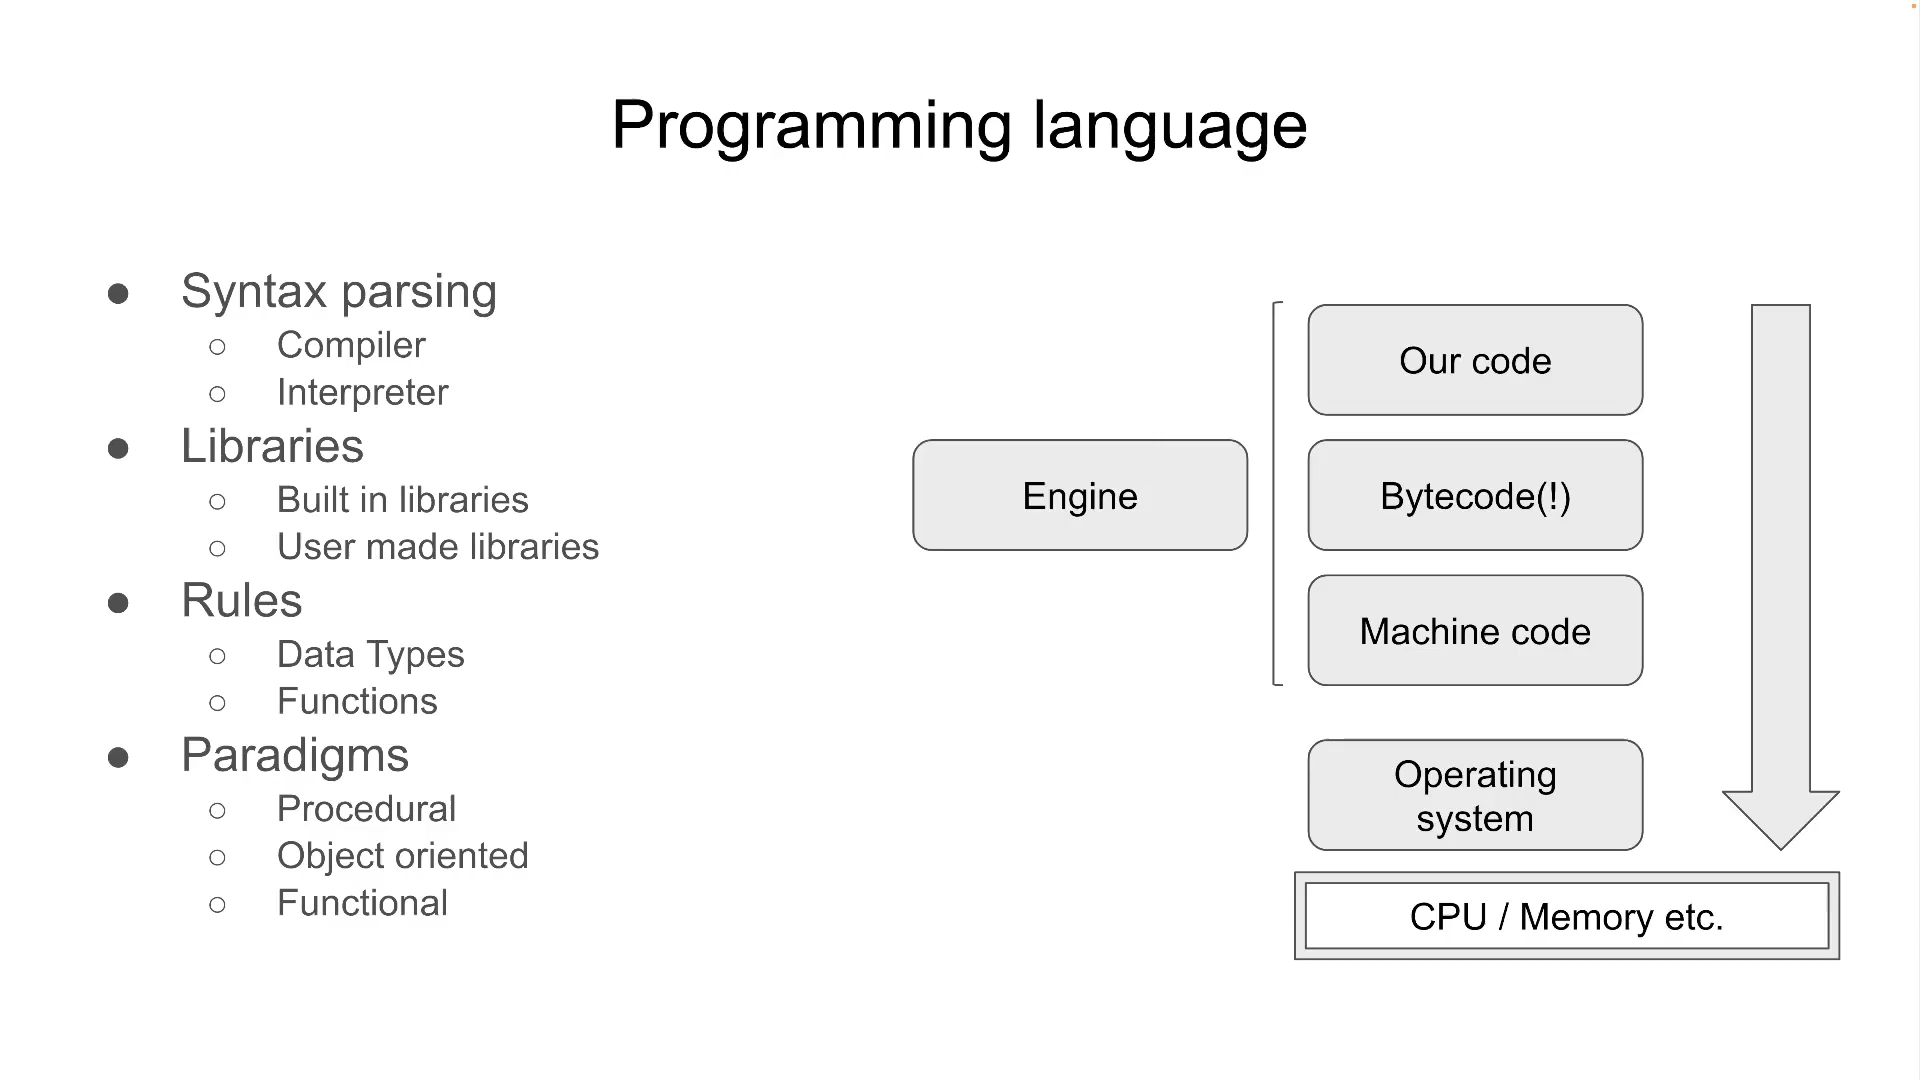 Programming language
● Syntax parsing
○ Compiler
○ Interpreter
● Libraries
○ Built in libraries
○ User made libraries
● Rules
○ Data Types
○ Functions
● Paradigms
○ Procedural
○ Object oriented
○ Functional
Engine
Our code
Bytecode(!)
Machine code
Operating
system
CPU / Memory etc.